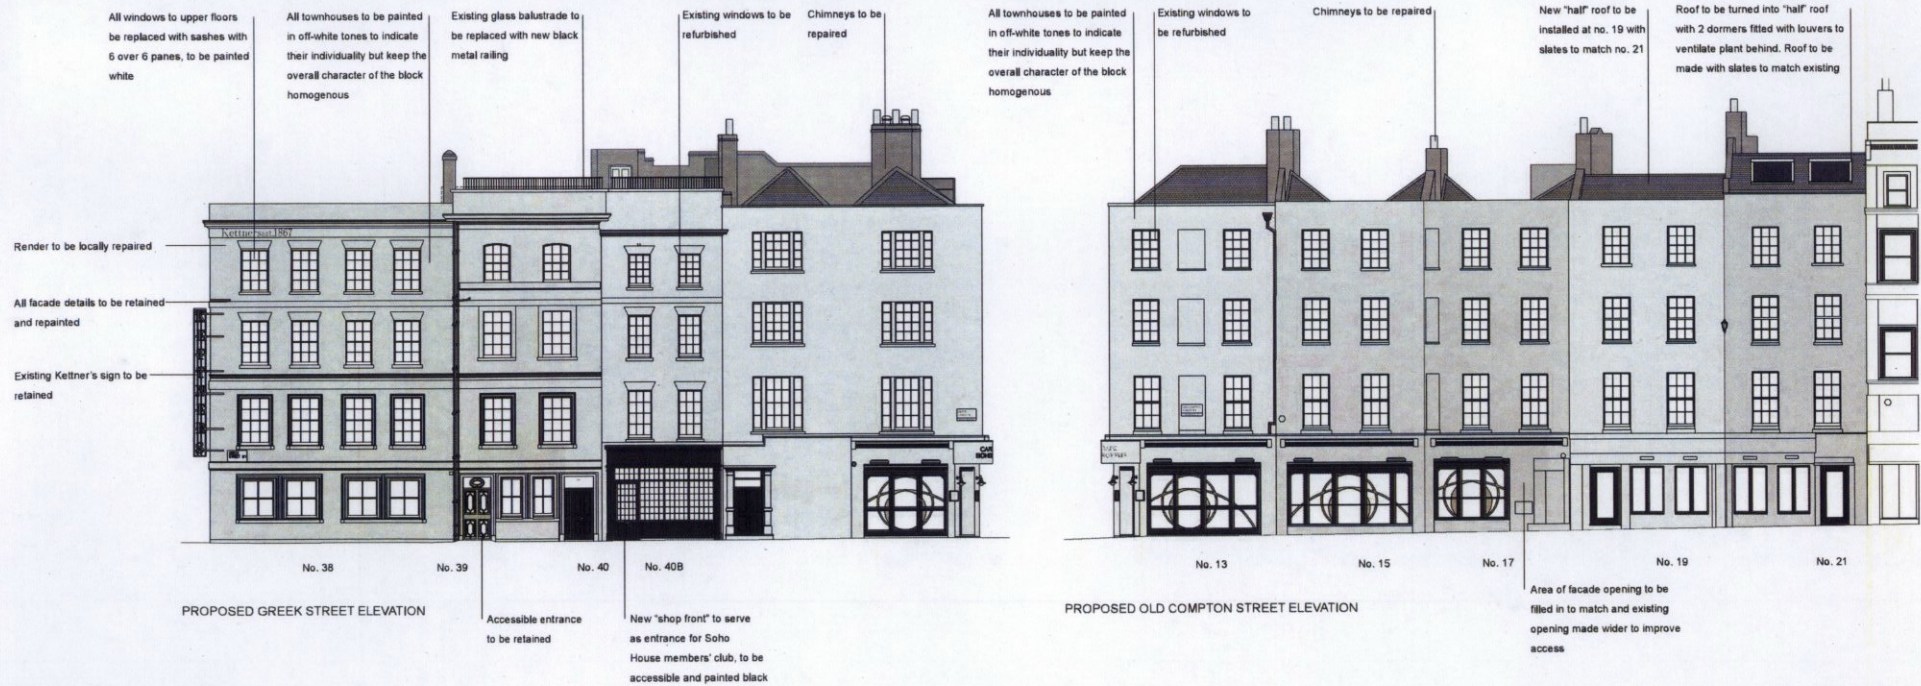 All windows to upper floors
be replaced with sashes with
6 over 6 panes, to be painted
white
All townhouses to be painted
in off-white tones to indicate
their individuality but keep the
overall character of the block
homogenous
Existing glass balustrade to
be replaced with new black
metal railing
Existing windows to be
refurbished
Chimneys to be
repaired
Render to be locally repaired
All facade details to be retained
and repainted
Existing Kettner's sign to be
retained
No. 38
No. 39
No. 40
No. 40B
PROPOSED GREEK STREET ELEVATION
Accessible entrance
to be retained
New "shop front" to serve
as entrance for Soho
House members' club, to be
accessible and painted black
All townhouses to be painted
in off-white tones to indicate
their individuality but keep the
overall character of the block
homogenous
Existing windows to
be refurbished
Chimneys to be repaired
New "half" roof to be
installed at no. 19 with
slates to match no. 21
Roof to be turned into "half" roof
with 2 dormers fitted with louvers to
ventilate plant behind. Roof to be
made with slates to match existing
No. 13
No. 15
No. 17
No. 19
No. 21
PROPOSED OLD COMPTON STREET ELEVATION
Area of facade opening to be
filled in to match and existing
opening made wider to improve
access